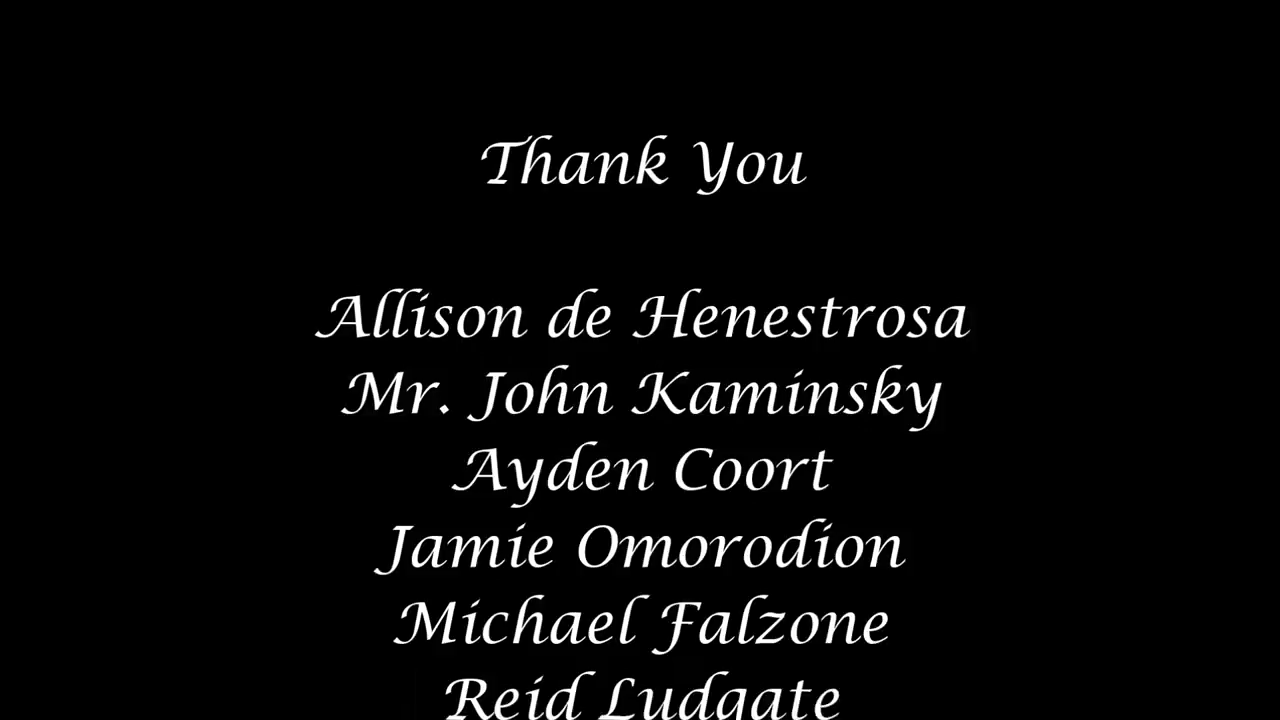 Thank You
Allison de Henestrosa
Mr. John Kaminsky
Ayden Coort
Jamie Omorodion
Michael Falzone
Reid Ludgate